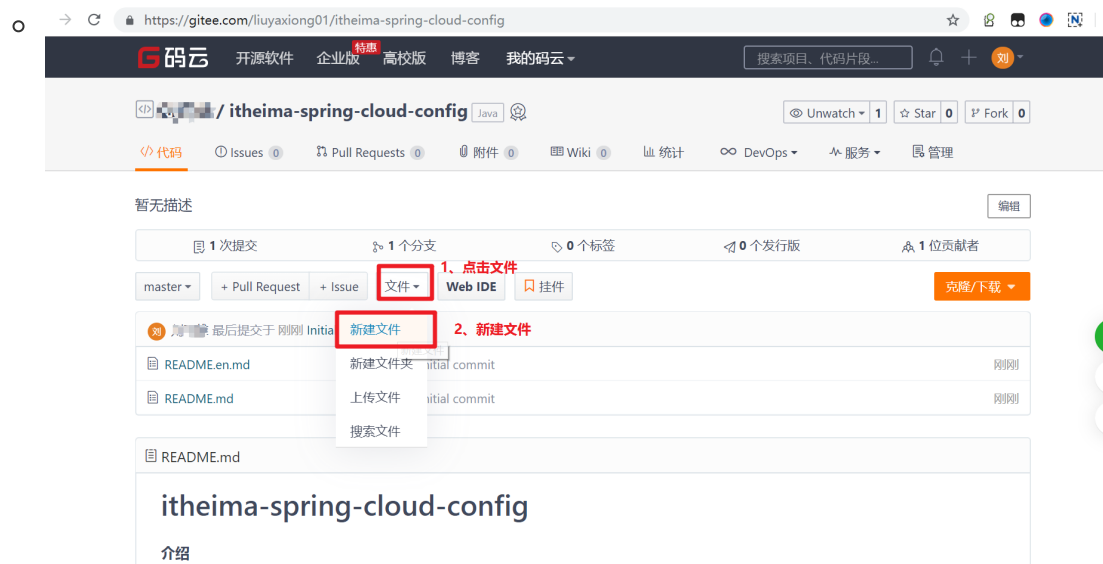 https://gitee.com/liuyaxiong01/itheima-spring-cloud-config
码云 开源软件 企业版 特惠 高校版 博客 我的码云 搜索项目、代码片段... 刘
/ itheima-spring-cloud-config Java Unwatch 1 Star 0 Fork 0
代码 Issues 0 Pull Requests 0 附件 0 Wiki 0 统计 DevOps 服务 管理
暂无描述 编辑
1 次提交 1 个分支 0 个标签 0 个发行版 1 位贡献者
1、点击文件
master + Pull Request + Issue 文件 Web IDE 挂件 克隆/下载
刘 最后提交于 刚刚 Initia 新建文件 2、新建文件
README.en.md 新建文件夹 itial commit 刚刚
README.md 上传文件 itial commit 刚刚
搜索文件
README.md
itheima-spring-cloud-config
介绍